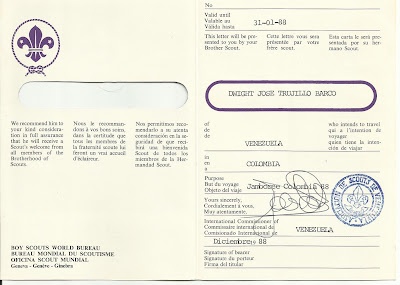 We recommend him to
your kind consideration
in full assurance
that he will receive a
Scout's welcome from
all members of the
Brotherhood of
Scouts.
Nous le recommandons
à vos bons soins,
dans la certitude que
tous les membres de
la fraternité scoute lui
feront un vrai accueil
d'éclaireur.
Nos permitimos
recomendarlo a su atenta
consideración en la seguridad
de que recibirá
una bienvenida
Scout de todos los
miembros de la Hermandad
Scout.
BOY SCOUTS WORLD BUREAU
BUREAU MONDIAL DU SCOUTISME
OFICINA SCOUT MUNDIAL
Geneva - Genève - Ginebra
No
Valid until
Valable au
Válida hasta
31-01-88
This letter will be
presented to you by your
Brother Scout.
Cette lettre vous sera
présentée par votre
frère scout.
Esta carta le será
presentada por su hermano
Scout.
DWIGHT JOSE TRUJILLO BARCO
of
de
de
VENEZUELA
who intends to travel
qui a l'intention de
voyager
quien tiene la intención
de viajar
in
en
a
COLOMBIA
Purpose
But du voyage
Objeto del viaje
Jamboree Colombia 88
Yours sincerely,
Cordialement à vous,
Muy atentamente,
International Commissioner of
Commissaire international de
Comisionado Internacional de
VENEZUELA
Diciembre 88
Signature of bearer
Signature du porteur
Firma del titular